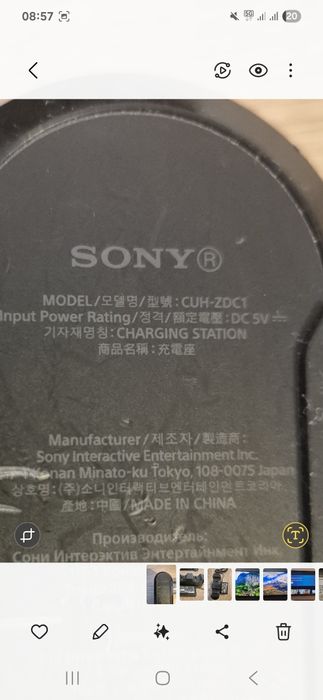 08:57
20
SONY®
MODEL/모델명/型號: CUH-ZDC1
Input Power Rating/정격/額定電壓: DC 5V
기자재명칭: CHARGING STATION
商品名稱: 充電座
Manufacturer/제조자/製造商:
Sony Interactive Entertainment Inc.
Konan Minato-ku Tokyo, 108-0075 Japan
상호명: (주)소니인터랙티브엔터테인먼트코리아
產地: 中國/MADE IN CHINA
Производитель:
Сони Интерэктив Энтертайнмент Инк.
T